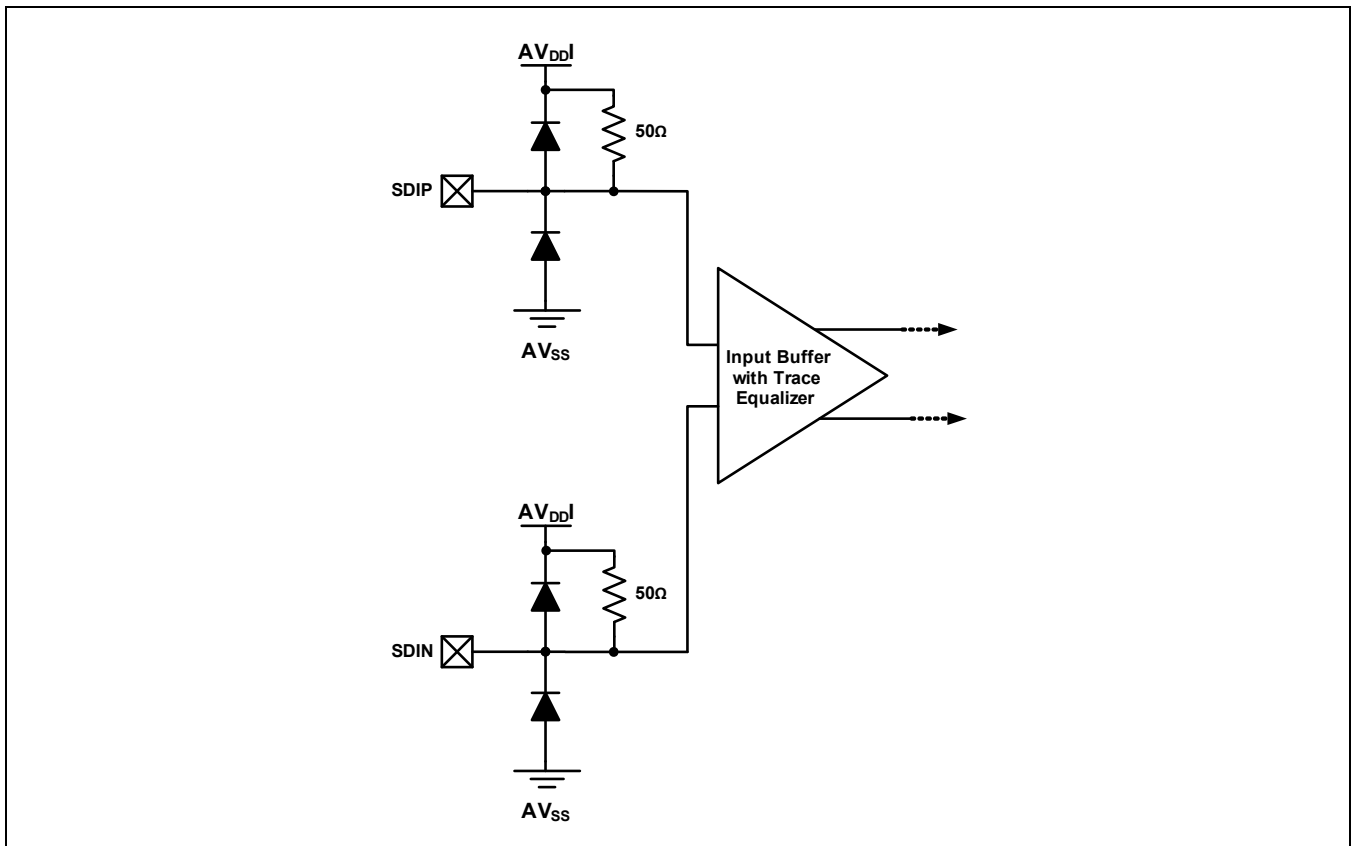 AVDDI
50Ω
SDIP
AVSS
Input Buffer
with Trace
Equalizer
AVDDI
50Ω
SDIN
AVSS